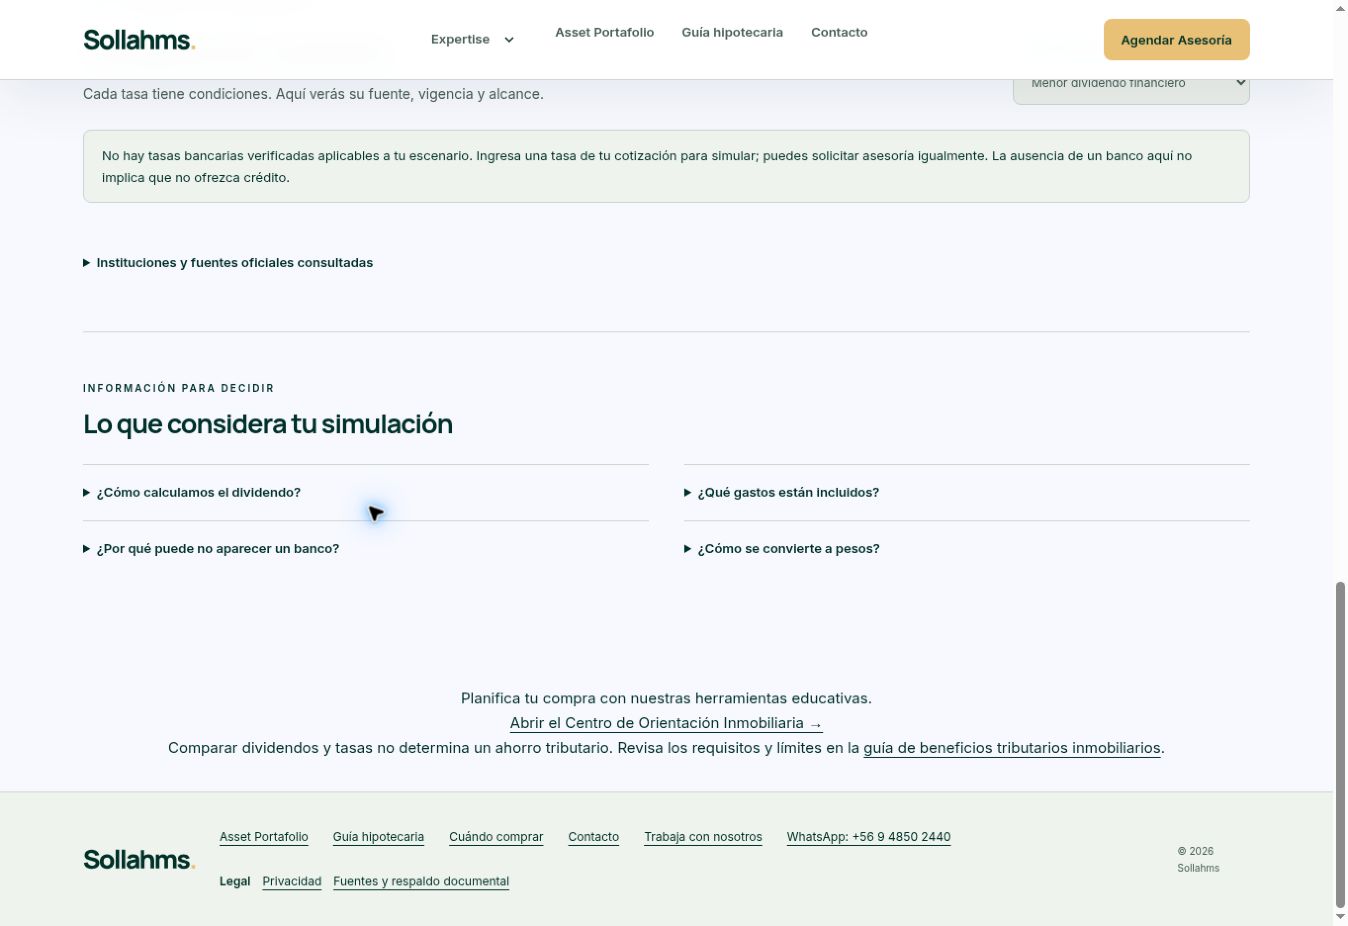 Sollahms.
Expertise
Asset Portafolio
Guía hipotecaria
Contacto
Agendar Asesoría
Cada tasa tiene condiciones. Aquí verás su fuente, vigencia y alcance.
Menor dividendo financiero
No hay tasas bancarias verificadas aplicables a tu escenario. Ingresa una tasa de tu cotización para simular; puedes solicitar asesoría igualmente. La ausencia de un banco aquí no
implica que no ofrezca crédito.
Instituciones y fuentes oficiales consultadas
INFORMACIÓN PARA DECIDIR
Lo que considera tu simulación
¿Cómo calculamos el dividendo?
¿Qué gastos están incluidos?
¿Por qué puede no aparecer un banco?
¿Cómo se convierte a pesos?
Planifica tu compra con nuestras herramientas educativas.
Abrir el Centro de Orientación Inmobiliaria →
Comparar dividendos y tasas no determina un ahorro tributario. Revisa los requisitos y límites en la guía de beneficios tributarios inmobiliarios.
Sollahms.
Asset Portafolio
Guía hipotecaria
Cuándo comprar
Contacto
Trabaja con nosotros
WhatsApp: +56 9 4850 2440
Legal
Privacidad
Fuentes y respaldo documental
© 2026
Sollahms